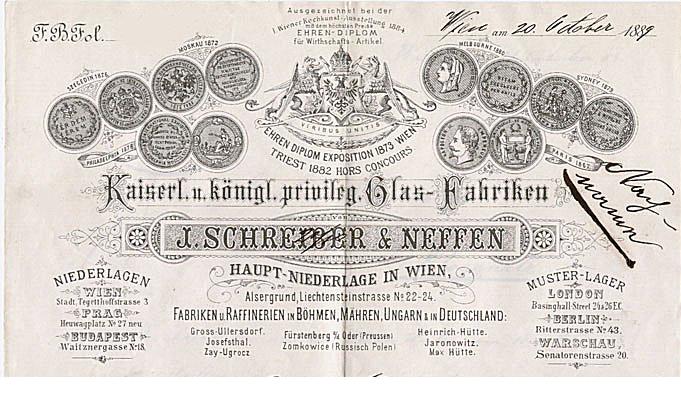 Ausgezeichnet bei der
I. Wiener Kochkunst-Ausstellung 1884
mit dem höchsten Preise
EHREN-DIPLOM
für Wirthschafts-Artikel.
F.B.Fol.
Wien am 20. October 1889
SZEGEDIN 1876
MOSKAU 1872
MELBOURNE 1880
SYDNEY 1879
PHILADELPHIA 1876
PARIS 1867
VIRIBUS UNITIS
EHREN DIPLOM EXPOSITION 1873 WIEN
TRIEST 1882 HORS CONCOURS
Kaiserl. u. königl. privileg. Glas-Fabriken
J. SCHREIBER & NEFFEN
HAUPT-NIEDERLAGE IN WIEN,
Alsergrund, Liechtensteinstrasse No 22-24.
FABRIKEN u. RAFFINERIEN IN BÖHMEN, MÄHREN, UNGARN & IN DEUTSCHLAND:
Gross-Ullersdorf. Fürstenberg a/Oder (Preussen) Heinrich-Hütte.
Josefsthal. Zombkowice (Russisch Polen) Jaronowitz.
Zay-Ugrocz Max Hütte.
NIEDERLAGEN
WIEN
Stadt, Tegetthoffstrasse 3
PRAG
Heuwagplatz No 27 neu
BUDAPEST
Waitznergasse No 18.
MUSTER-LAGER
LONDON
Basinghall-Street 24 & 26 E.C.
BERLIN
Ritterstrasse No 43.
WARSCHAU,
Senatorenstrasse 20.